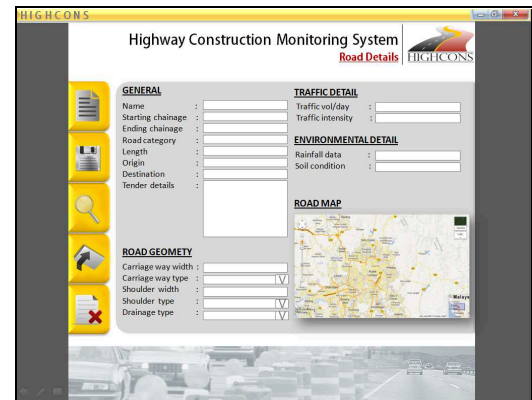 HIGHCONS
Highway Construction Monitoring System
Road Details
HIGHCONS
GENERAL
Name :
Starting chainage :
Ending chainage :
Road category :
Length :
Origin :
Destination :
Tender details :
ROAD GEOMETY
Carriage way width :
Carriage way type : V
Shoulder width :
Shoulder type : V
Drainage type : V
TRAFFIC DETAIL
Traffic vol/day :
Traffic intensity :
ENVIRONMENTAL DETAIL
Rainfall data :
Soil condition :
ROAD MAP
Malays